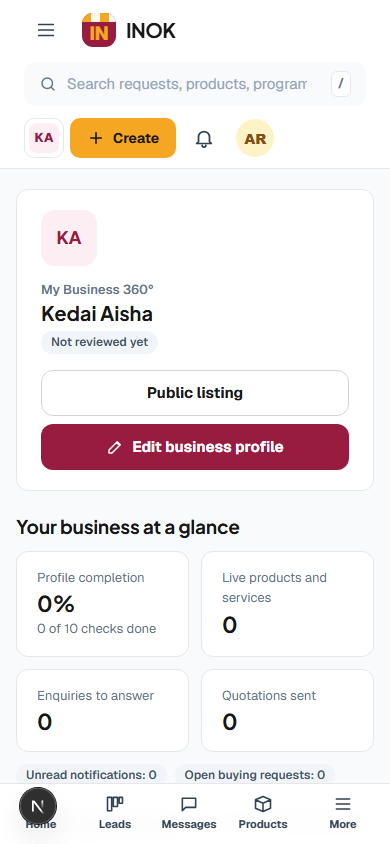 IN INOK
Search requests, products, program /
KA
+ Create
AR
KA
My Business 360°
Kedai Aisha
Not reviewed yet
Public listing
Edit business profile
Your business at a glance
Profile completion
0%
0 of 10 checks done
Live products and
services
0
Enquiries to answer
0
Quotations sent
0
Unread notifications: 0
Open buying requests: 0
N
Home
Leads
Messages
Products
More